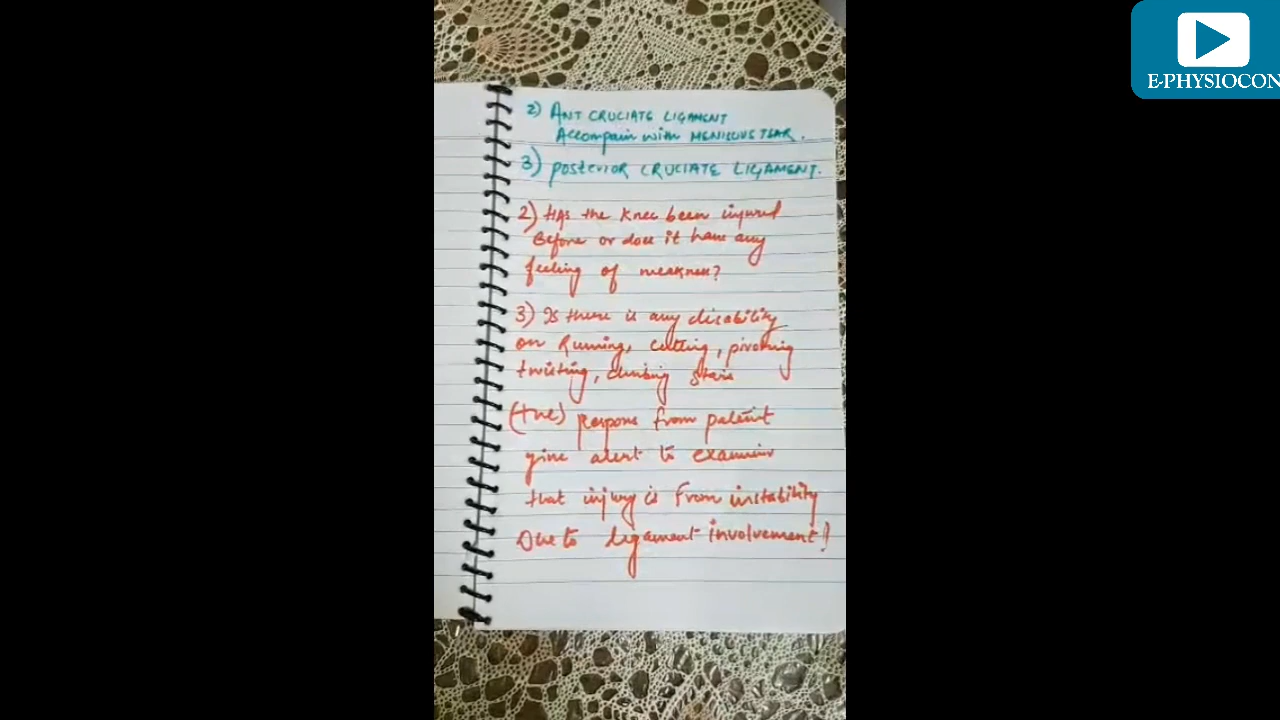 2) ANT CRUCIATE LIGAMENT
Accompain with MENISCUS TEAR.
3) Posterior CRUCIATE LIGAMENT.
2) HAS the knee been injured
Before or does it have any
feeling of weakness?
3) Is there is any disability
on Running, cutting, pivoting
twisting, climbing stairs
(+ve) Respons from patient
give alert to examiner
that injury is From instability
Due to ligament involvement!
E-PHYSIOCON